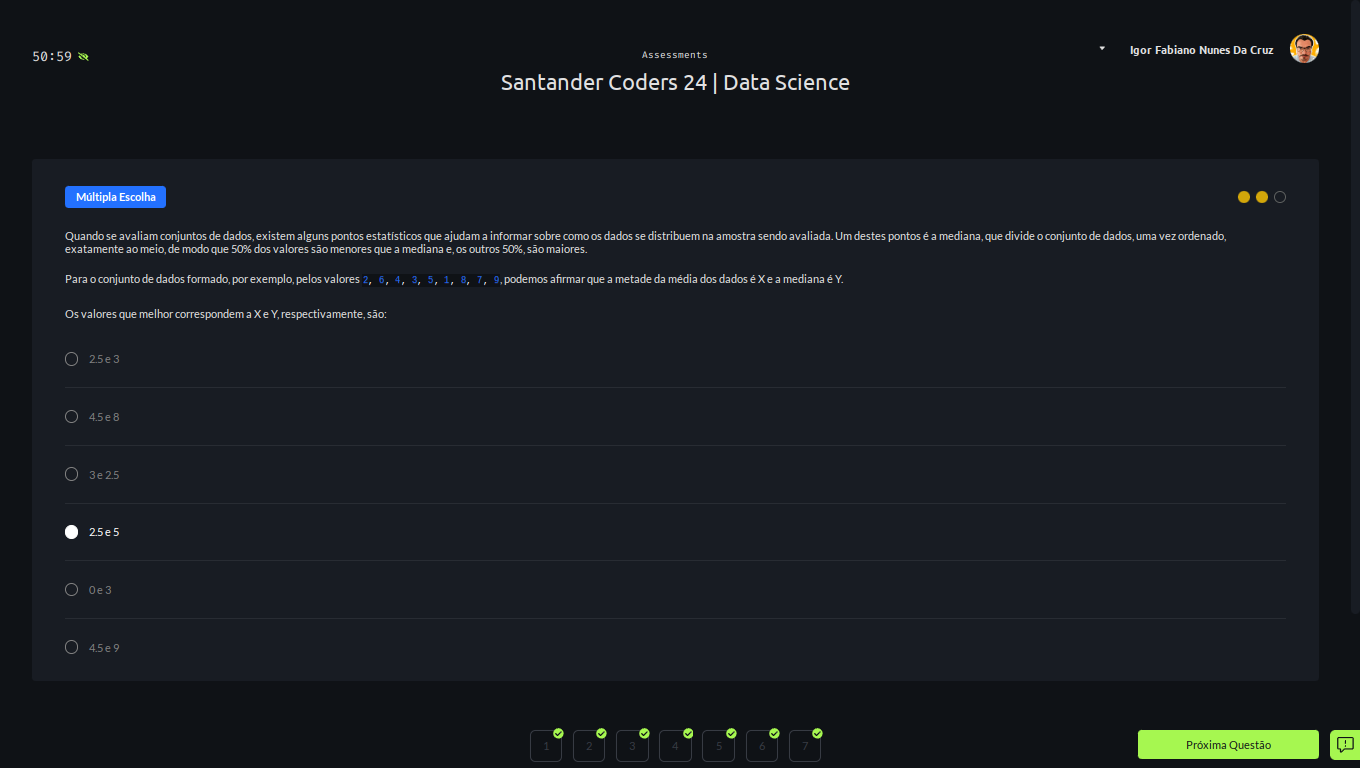 50:59
Assessments
Igor Fabiano Nunes Da Cruz
Santander Coders 24 | Data Science
Múltipla Escolha
Quando se avaliam conjuntos de dados, existem alguns pontos estatísticos que ajudam a informar sobre como os dados se distribuem na amostra sendo avaliada. Um destes pontos é a mediana, que divide o conjunto de dados, uma vez ordenado,
exatamente ao meio, de modo que 50% dos valores são menores que a mediana e, os outros 50%, são maiores.
Para o conjunto de dados formado, por exemplo, pelos valores 2, 6, 4, 3, 5, 1, 8, 7, 9, podemos afirmar que a metade da média dos dados é X e a mediana é Y.
Os valores que melhor correspondem a X e Y, respectivamente, são:
2.5 e 3
4.5 e 8
3 e 2.5
2.5 e 5
0 e 3
4.5 e 9
1 2 3 4 5 6 7
Próxima Questão